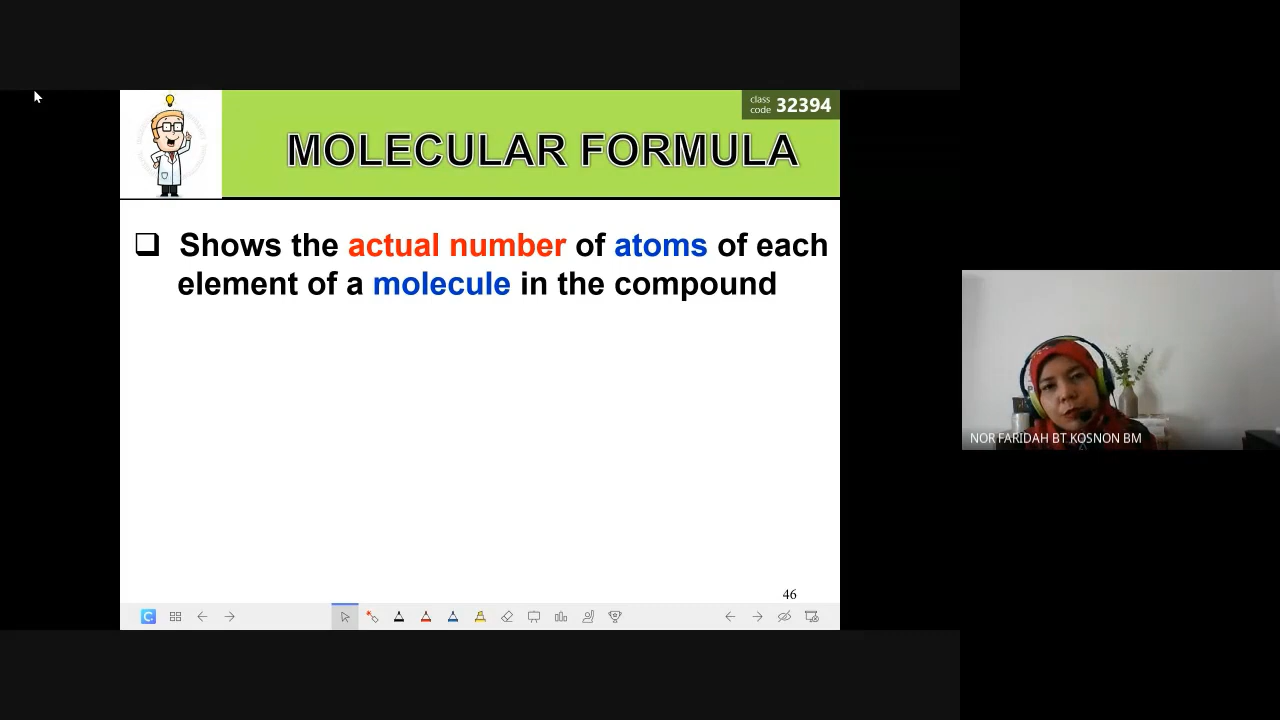 class
code 32394
MOLECULAR FORMULA
❑ Shows the actual number of atoms of each
element of a molecule in the compound
46
NOR FARIDAH BT KOSNON BM